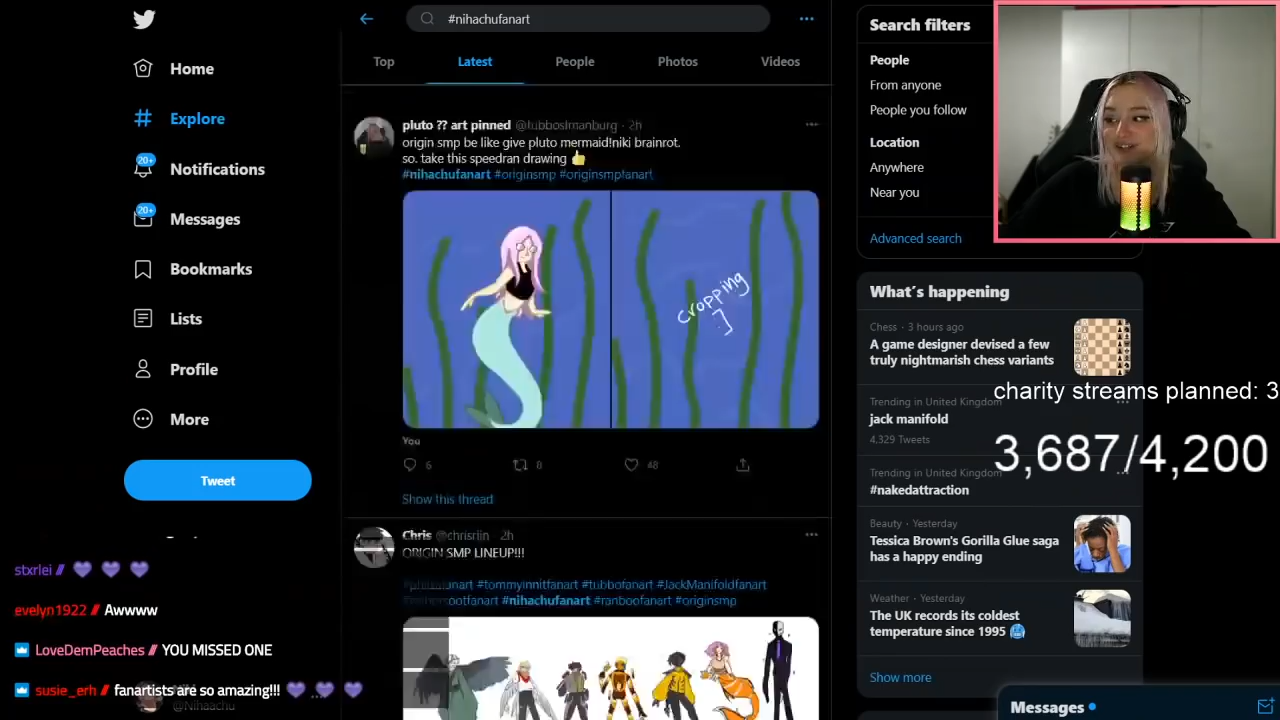 Home
Explore
20+
Notifications
20+
Messages
Bookmarks
Lists
Profile
More
Tweet
stxrlei //
evelyn1922 // Awwww
LoveDemPeaches // YOU MISSED ONE
susie_erh // fanartists are so amazing!!!
@Nihaachu
#nihachufanart
Top
Latest
People
Photos
Videos
pluto ?? art pinned @tubboslmanburg · 2h
origin smp be like give pluto mermaid!niki brainrot.
so. take this speedran drawing
#nihachufanart #originsmp #originsmpfanart
cropping
:]
You
6
0
48
Show this thread
Chris @chrisriin 2h
ORIGIN SMP LINEUP!!!
#tommyinnitfanart #tubbofanart #JackManifoldfanart
#nihachufanart #ranboofanart #originsmp
Search filters
People
From anyone
People you follow
Location
Anywhere
Near you
Advanced search
What's happening
Chess · 3 hours ago
A game designer devised a few
truly nightmarish chess variants
charity streams planned: 3
Trending in United Kingdom
jack manifold
4,329 Tweets
3,687/4,200
Trending in United Kingdom
#nakedattraction
Beauty · Yesterday
Tessica Brown's Gorilla Glue saga
has a happy ending
Weather · Yesterday
The UK records its coldest
temperature since 1995
Show more
Messages